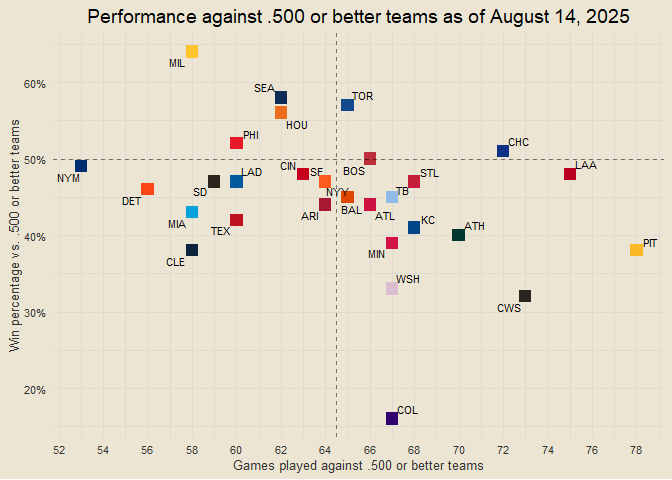 Performance against .500 or better teams as of August 14, 2025
Win percentage vs. .500 or better teams
60%
50%
40%
30%
20%
MIL
SEA
TOR
HOU
PHI
CHC
NYM
CIN
SF
BOS
STL
LAA
DET
SD
LAD
NYY
TB
MIA
ARI
BAL
ATL
TEX
KC
ATH
CLE
MIN
PIT
WSH
CWS
COL
52 54 56 58 60 62 64 66 68 70 72 74 76 78
Games played against .500 or better teams